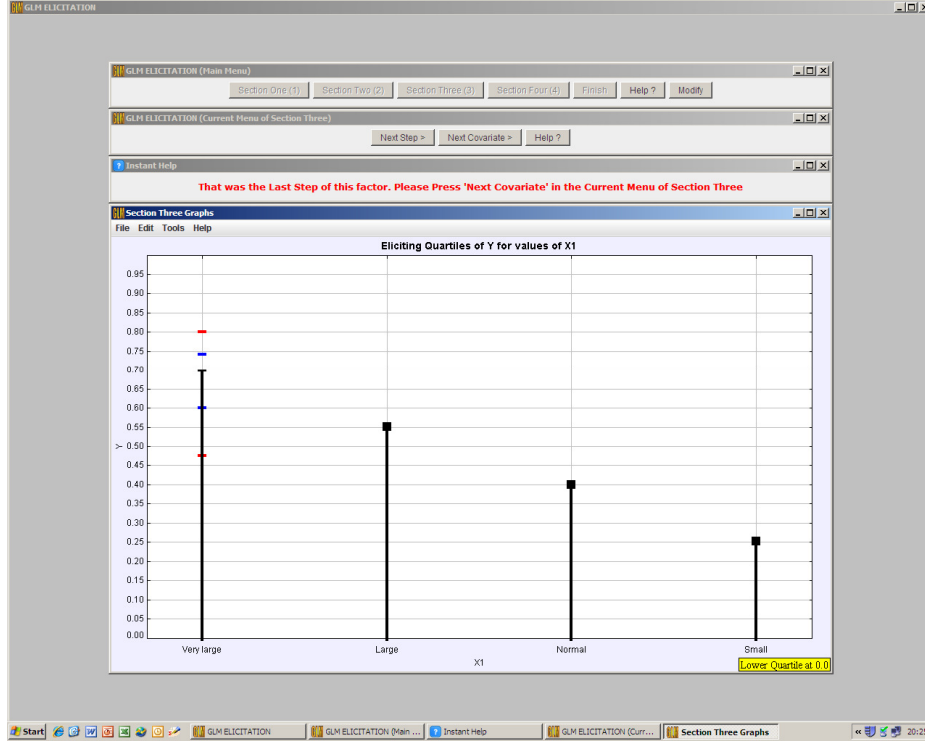 GLM ELICITATION
GLM ELICITATION (Main Menu)
Section One (1) Section Two (2) Section Three (3) Section Four (4) Finish Help ? Modify
GLM ELICITATION (Current Menu of Section Three)
Next Step > Next Covariate > Help ?
Instant Help
That was the Last Step of this factor. Please Press 'Next Covariate' in the Current Menu of Section Three
Section Three Graphs
File Edit Tools Help
Eliciting Quartiles of Y for values of X1
0.95
0.90
0.85
0.80
0.75
0.70
0.65
0.60
0.55
Y 0.50
0.45
0.40
0.35
0.30
0.25
0.20
0.15
0.10
0.05
0.00
Very large Large Normal Small
X1
Lower Quartile at 0.0
Start GLM ELICITATION GLM ELICITATION (Main ... Instant Help GLM ELICITATION (Curr... Section Three Graphs « 20:25